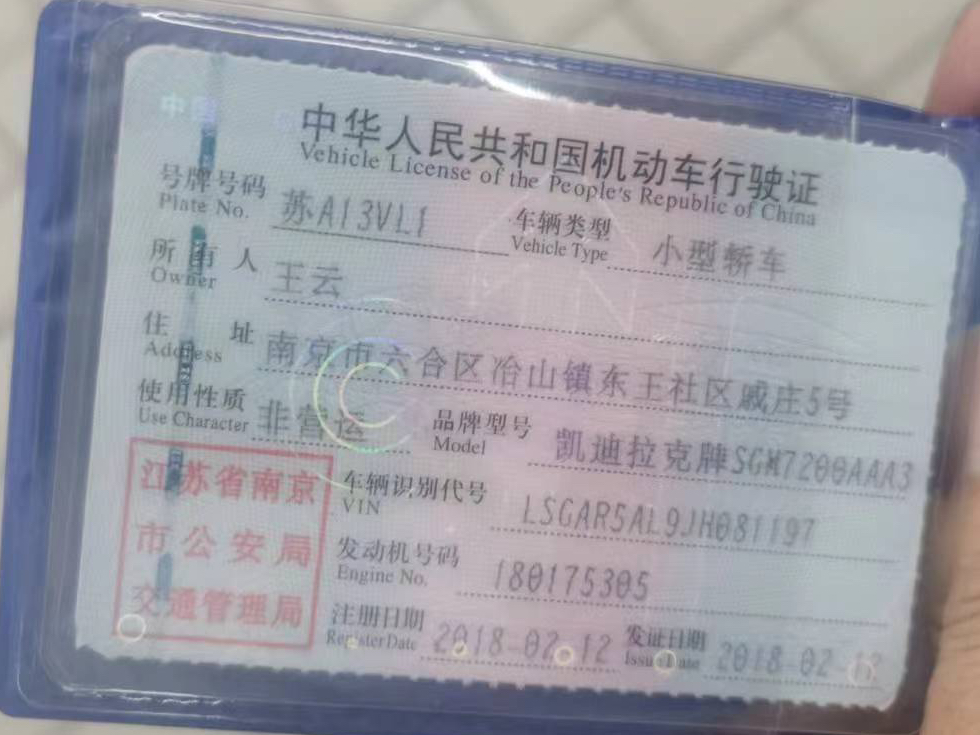 中华人民共和国机动车行驶证
Vehicle License of the People's Republic of China
号牌号码 苏A13VL1 车辆类型 小型轿车
Plate No. Vehicle Type
所有人 王云
Owner
住址 南京市六合区冶山镇东王社区戚庄5号
Address
使用性质 非营运 品牌型号 凯迪拉克牌SGM7200AAA3
Use Character Model
江苏省南京
市公安局
交通管理局
车辆识别代号 LSGAR5AL9JH081197
VIN
发动机号码 180175305
Engine No.
注册日期 2018-02-12 发证日期 2018-02-12
Register Date Issue Date